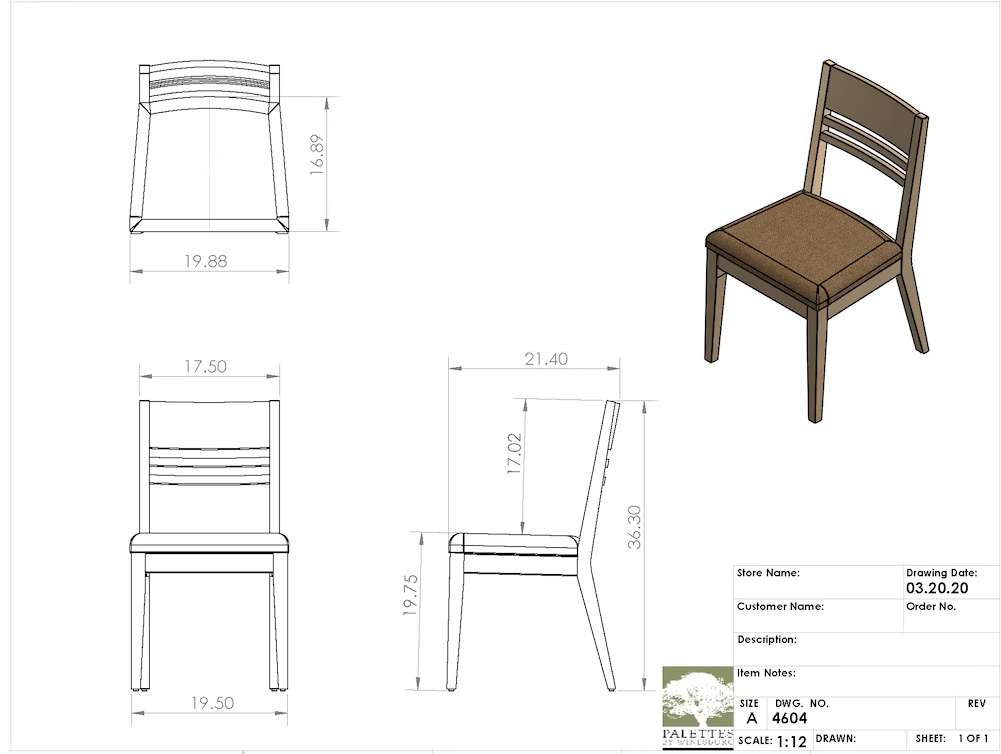 16.89
19.88
17.50
21.40
17.02
36.30
19.75
19.50
Store Name:
Drawing Date:
03.20.20
Customer Name:
Order No.
Description:
Item Notes:
SIZE
DWG. NO.
REV
A
4604
PALETTES
BY WINESBURG
SCALE: 1:12
DRAWN:
SHEET: 1 OF 1